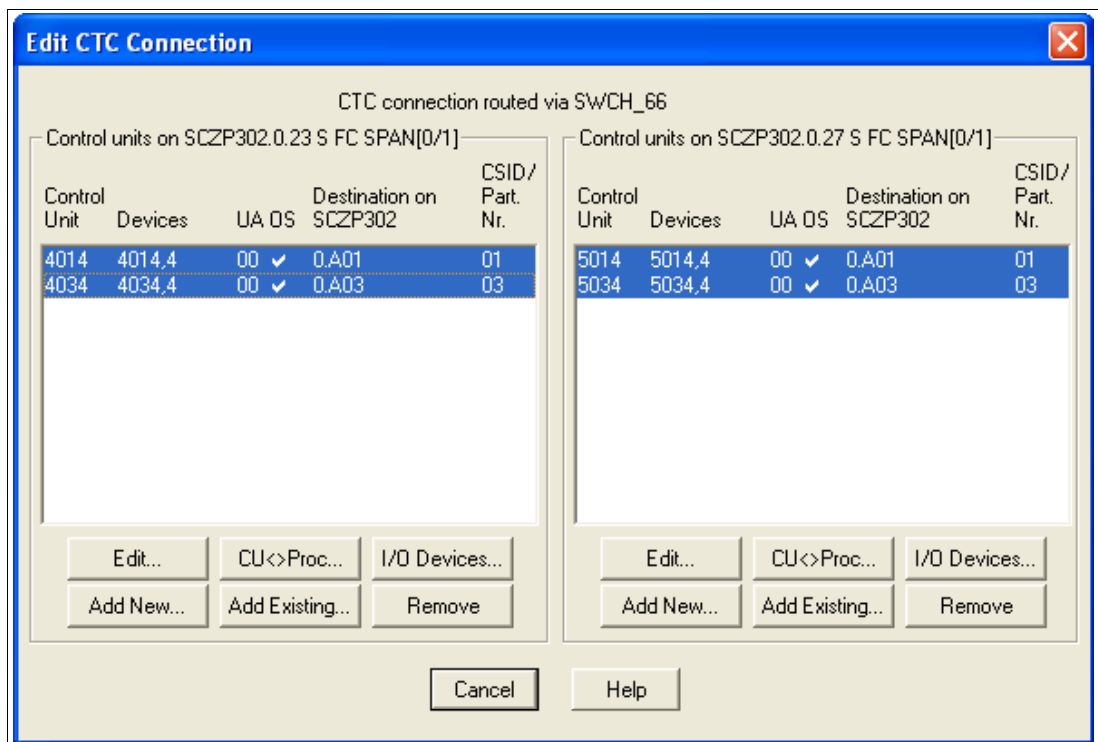 Edit CTC Connection
CTC connection routed via SWCH_66
Control units on SCZP302.0.23 S FC SPAN[0/1]
Control Unit Devices UA OS Destination on SCZP302 CSID/ Part. Nr.
4014 4014,4 00 ✔ 0.A01 01
4034 4034,4 00 ✔ 0.A03 03
Edit... CU<>Proc... I/O Devices...
Add New... Add Existing... Remove
Control units on SCZP302.0.27 S FC SPAN[0/1]
Control Unit Devices UA OS Destination on SCZP302 CSID/ Part. Nr.
5014 5014,4 00 ✔ 0.A01 01
5034 5034,4 00 ✔ 0.A03 03
Edit... CU<>Proc... I/O Devices...
Add New... Add Existing... Remove
Cancel Help